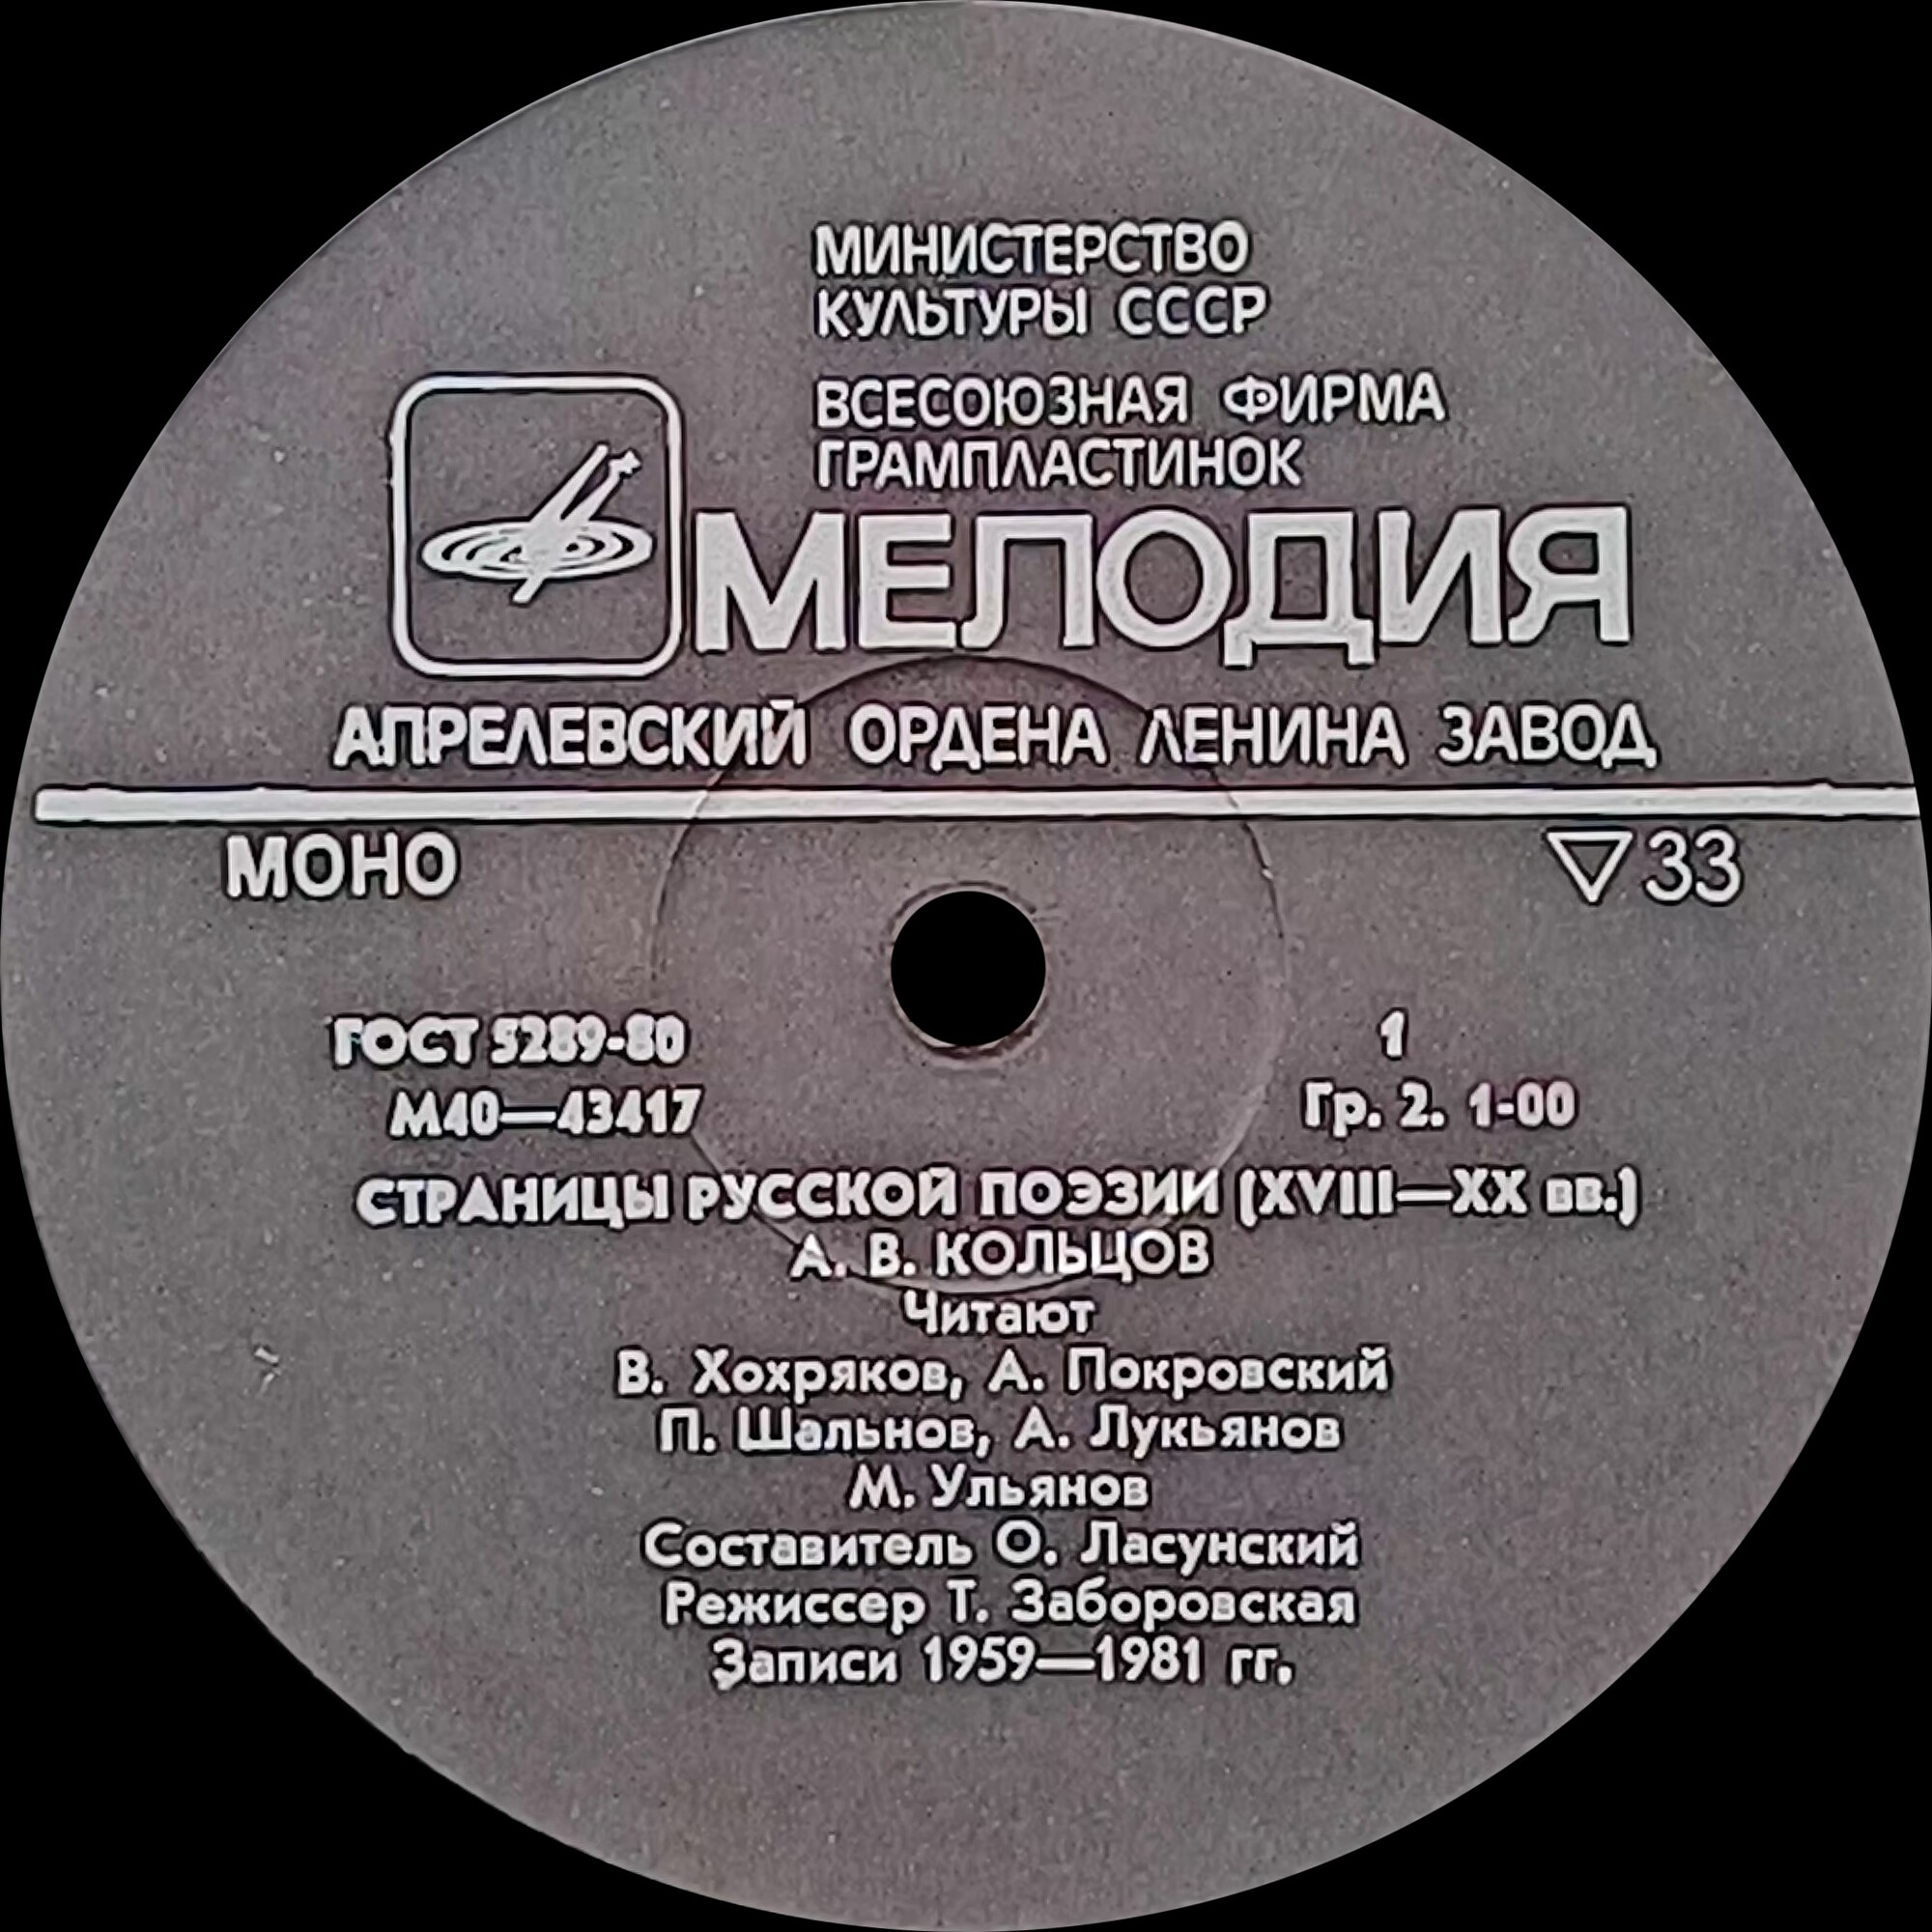 МИНИСТЕРСТВО
КУЛЬТУРЫ СССР
ВСЕСОЮЗНАЯ ФИРМА
ГРАМПЛАСТИНОК
МЕЛОДИЯ
АПРЕЛЕВСКИЙ ОРДЕНА ЛЕНИНА ЗАВОД
МОНО ▽33
ГОСТ 5289-80 1
М40—43417 Гр. 2. 1-00
СТРАНИЦЫ РУССКОЙ ПОЭЗИИ (XVIII—XX вв.)
А. В. КОЛЬЦОВ
Читают
В. Хохряков, А. Покровский
П. Шальнов, А. Лукьянов
М. Ульянов
Составитель О. Ласунский
Режиссер Т. Заборовская
Записи 1959—1981 гг.